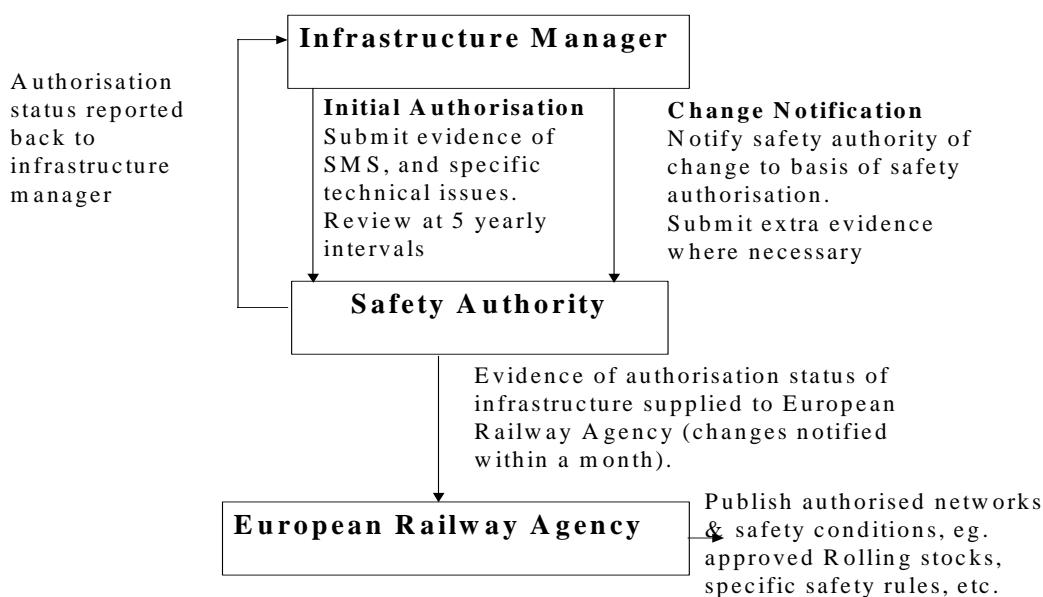 Infrastructure Manager
Authorisation
status reported
back to
infrastructure
manager
Initial Authorisation
Submit evidence of
SMS, and specific
technical issues.
Review at 5 yearly
intervals
Change Notification
Notify safety authority of
change to basis of safety
authorisation.
Submit extra evidence
where necessary
Safety Authority
Evidence of authorisation status of
infrastructure supplied to European
Railway Agency (changes notified
within a month).
European Railway Agency
Publish authorised networks
& safety conditions, eg.
approved Rolling stocks,
specific safety rules, etc.